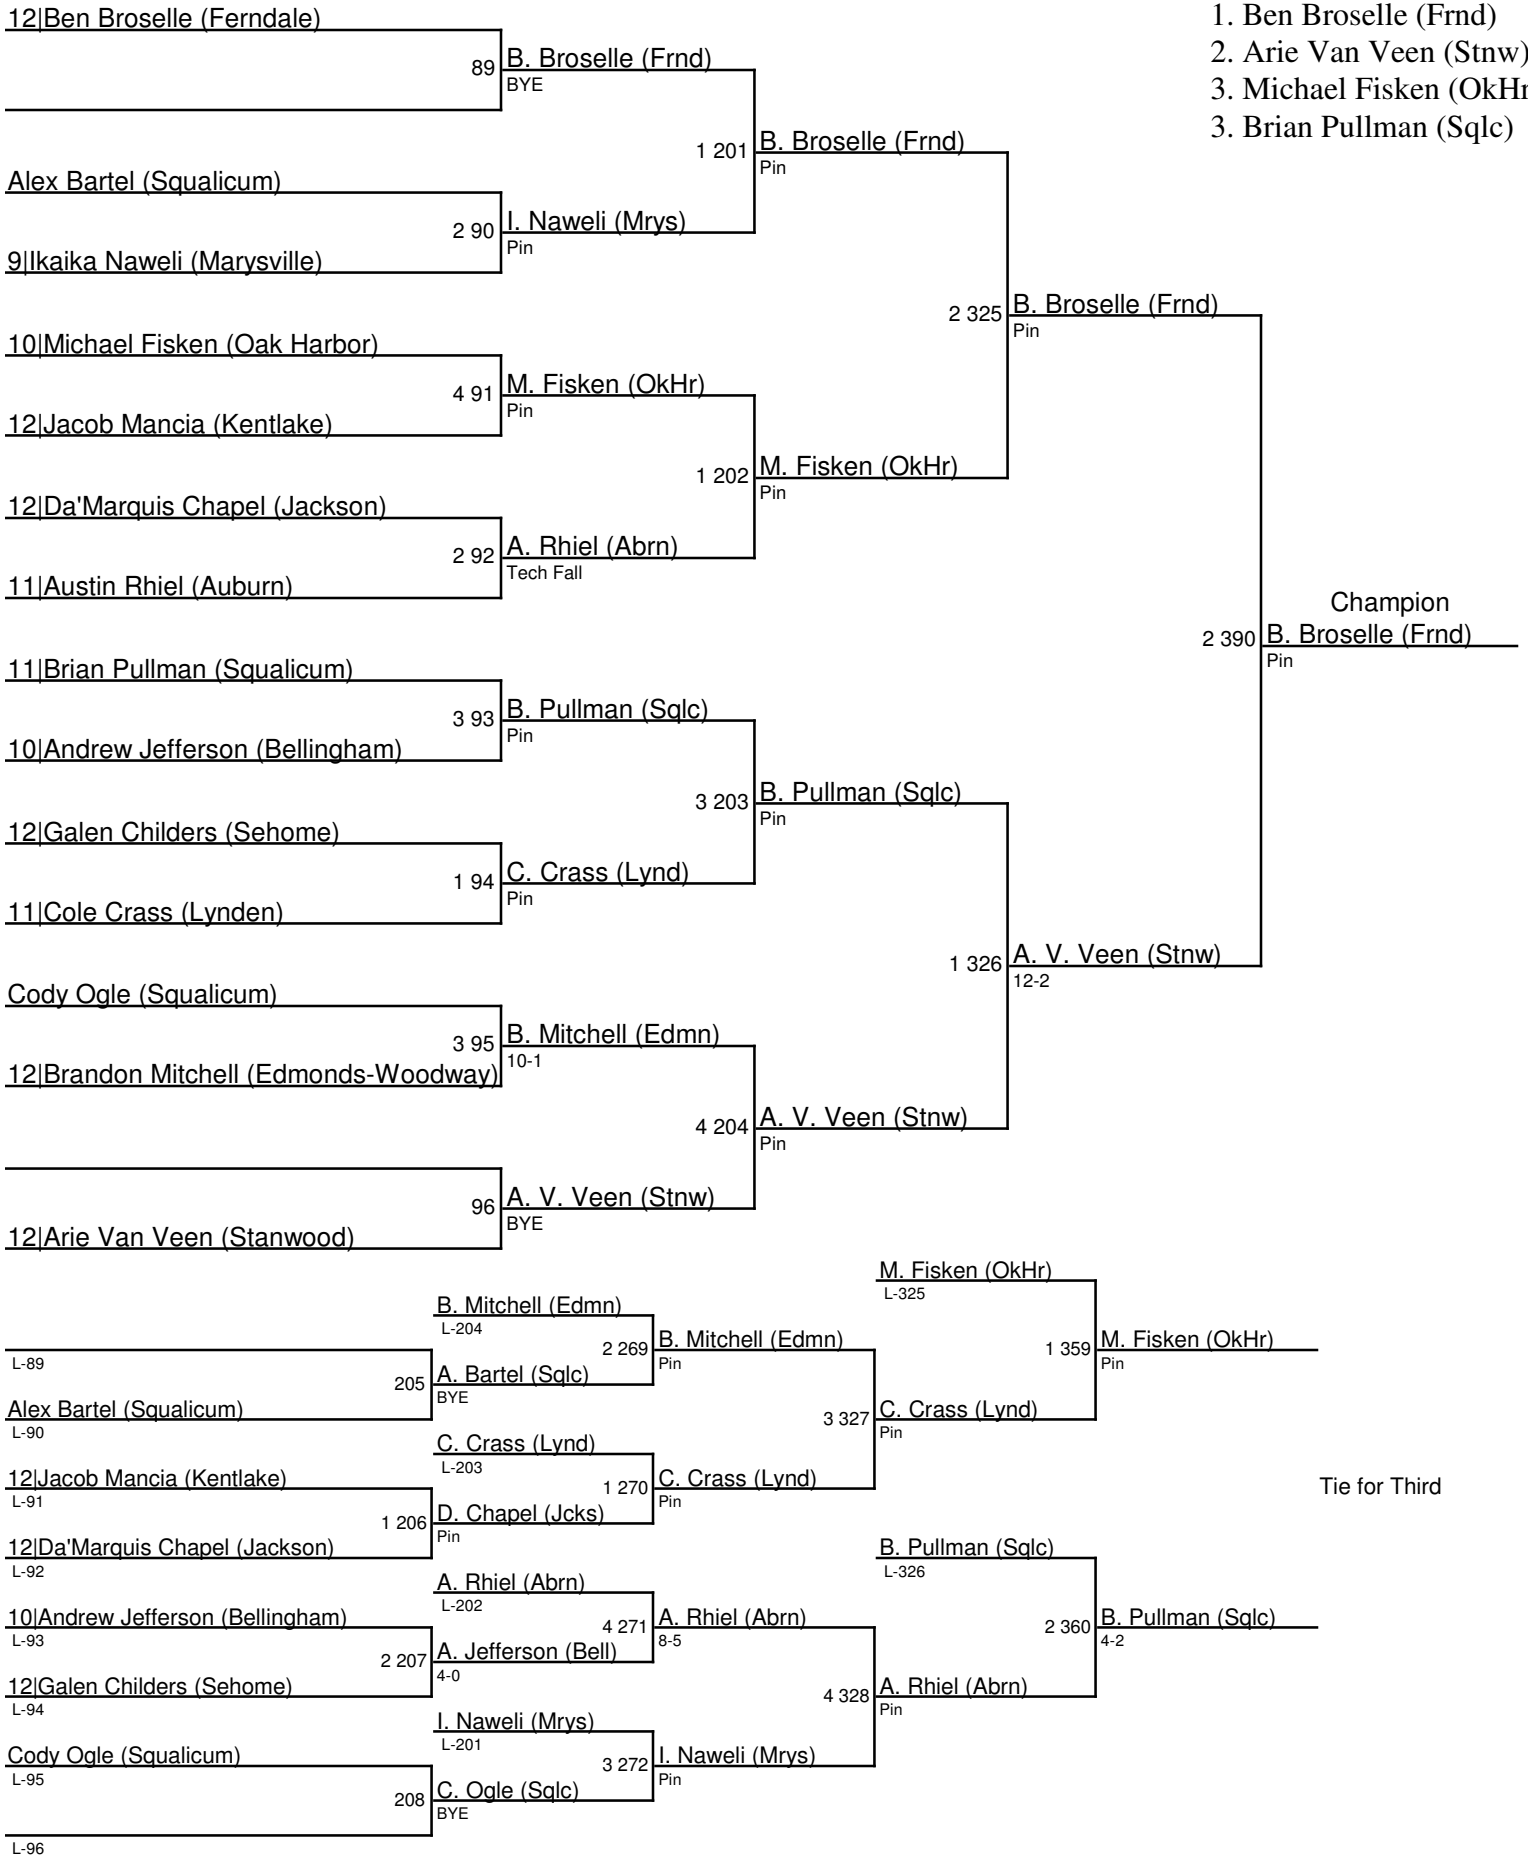 12|Ben Broselle (Ferndale)
1. Ben Broselle (Frnd)
2. Arie Van Veen (Stnw)
3. Michael Fisken (OkHr
3. Brian Pullman (Sqlc)
89 B. Broselle (Frnd)
BYE
1 201 B. Broselle (Frnd)
Pin
Alex Bartel (Squalicum)
2 90 I. Naweli (Mrys)
Pin
9|Ikaika Naweli (Marysville)
2 325 B. Broselle (Frnd)
Pin
10|Michael Fisken (Oak Harbor)
4 91 M. Fisken (OkHr)
Pin
12|Jacob Mancia (Kentlake)
1 202 M. Fisken (OkHr)
Pin
12|Da'Marquis Chapel (Jackson)
2 92 A. Rhiel (Abrn)
Tech Fall
11|Austin Rhiel (Auburn)
Champion
2 390 B. Broselle (Frnd)
Pin
11|Brian Pullman (Squalicum)
3 93 B. Pullman (Sqlc)
Pin
10|Andrew Jefferson (Bellingham)
3 203 B. Pullman (Sqlc)
Pin
12|Galen Childers (Sehome)
1 94 C. Crass (Lynd)
Pin
11|Cole Crass (Lynden)
1 326 A. V. Veen (Stnw)
12-2
Cody Ogle (Squalicum)
3 95 B. Mitchell (Edmn)
10-1
12|Brandon Mitchell (Edmonds-Woodway)
4 204 A. V. Veen (Stnw)
Pin
96 A. V. Veen (Stnw)
BYE
12|Arie Van Veen (Stanwood)
M. Fisken (OkHr)
L-325
B. Mitchell (Edmn)
L-204
2 269 B. Mitchell (Edmn)
Pin
1 359 M. Fisken (OkHr)
Pin
L-89
205 A. Bartel (Sqlc)
BYE
Alex Bartel (Squalicum)
L-90
3 327 C. Crass (Lynd)
Pin
C. Crass (Lynd)
L-203
12|Jacob Mancia (Kentlake)
L-91
1 270 C. Crass (Lynd)
Pin
Tie for Third
1 206 D. Chapel (Jcks)
Pin
12|Da'Marquis Chapel (Jackson)
L-92
B. Pullman (Sqlc)
L-326
A. Rhiel (Abrn)
L-202
10|Andrew Jefferson (Bellingham)
L-93
4 271 A. Rhiel (Abrn)
8-5
2 360 B. Pullman (Sqlc)
4-2
2 207 A. Jefferson (Bell)
4-0
12|Galen Childers (Sehome)
L-94
4 328 A. Rhiel (Abrn)
Pin
I. Naweli (Mrys)
L-201
Cody Ogle (Squalicum)
L-95
3 272 I. Naweli (Mrys)
Pin
208 C. Ogle (Sqlc)
BYE
L-96